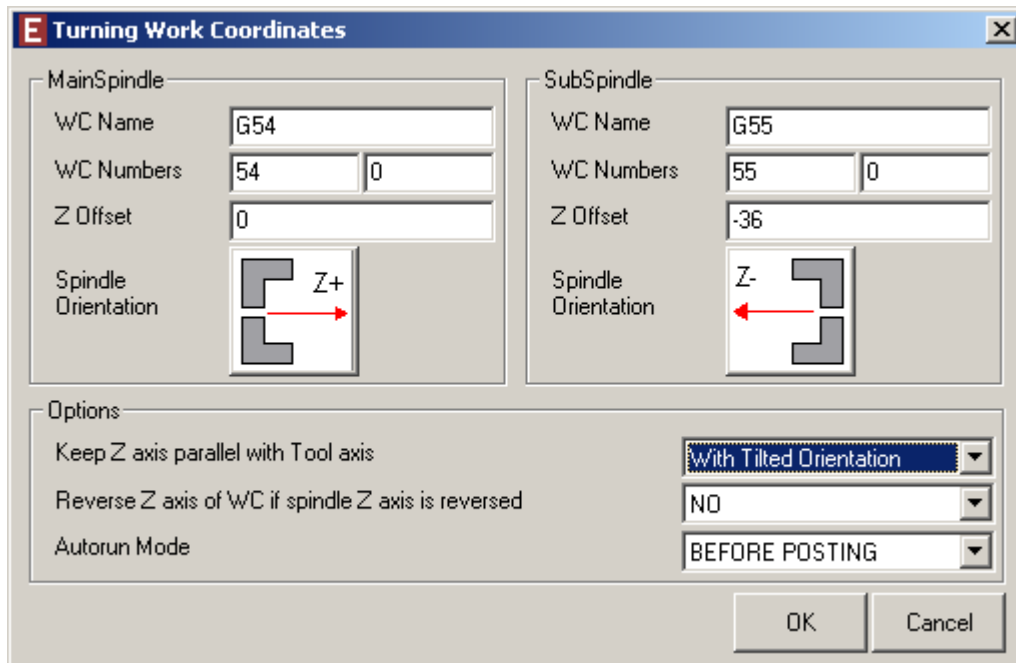 E Turning Work Coordinates
MainSpindle
WC Name G54
WC Numbers 54 0
Z Offset 0
Spindle Orientation Z+
SubSpindle
WC Name G55
WC Numbers 55 0
Z Offset -36
Spindle Orientation Z-
Options
Keep Z axis parallel with Tool axis With Tilted Orientation
Reverse Z axis of WC if spindle Z axis is reversed NO
Autorun Mode BEFORE POSTING
OK Cancel